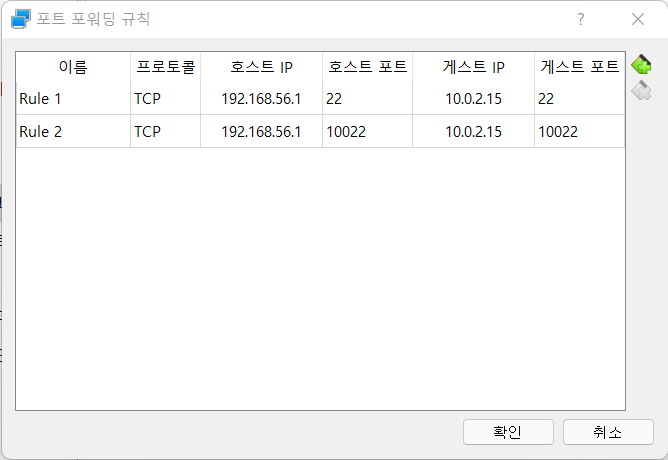 포트 포워딩 규칙 ?
이름 프로토콜 호스트 IP 호스트 포트 게스트 IP 게스트 포트
Rule 1 TCP 192.168.56.1 22 10.0.2.15 22
Rule 2 TCP 192.168.56.1 10022 10.0.2.15 10022
확인 취소